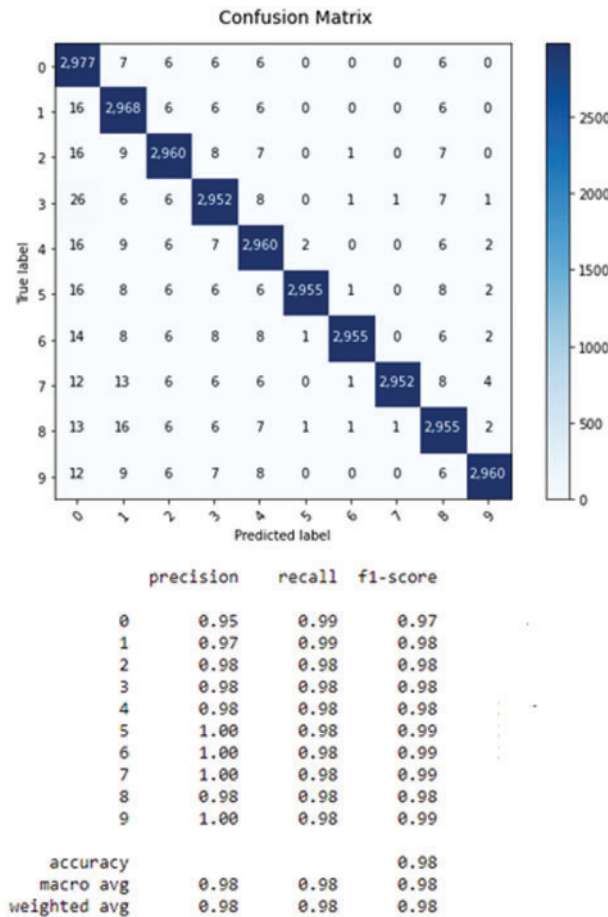 Confusion Matrix
0 2,977 7 6 6 6 0 0 0 6 0
1 16 2,968 6 6 6 0 0 0 6 0
2 16 9 2,960 8 7 0 1 0 7 0
3 26 6 6 2,952 8 0 1 1 7 1
4 16 9 6 7 2,960 2 0 0 6 2
5 16 8 6 6 6 2,955 1 0 8 2
6 14 8 6 8 8 1 2,955 0 6 2
7 12 13 6 6 6 0 1 2,952 8 4
8 13 16 6 6 7 1 1 1 2,955 2
9 12 9 6 7 8 0 0 0 6 2,960
True label
0 1 2 3 4 5 6 7 8 9
Predicted label
2500
2000
1500
1000
500
0
precision recall f1-score
0 0.95 0.99 0.97
1 0.97 0.99 0.98
2 0.98 0.98 0.98
3 0.98 0.98 0.98
4 0.98 0.98 0.98
5 1.00 0.98 0.99
6 1.00 0.98 0.99
7 1.00 0.98 0.99
8 0.98 0.98 0.98
9 1.00 0.98 0.99
accuracy 0.98
macro avg 0.98 0.98 0.98
weighted avg 0.98 0.98 0.98